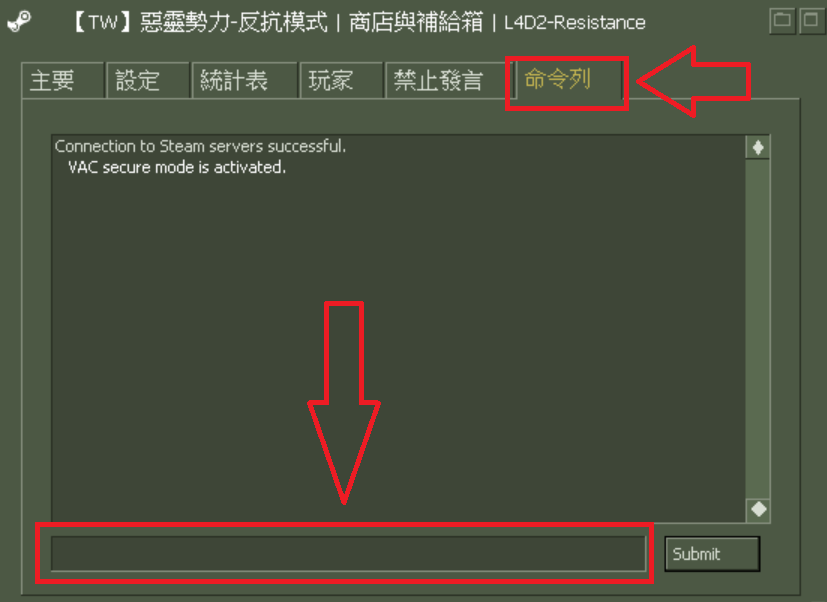 【TW】惡靈勢力-反抗模式 | 商店與補給箱 | L4D2-Resistance
主要 設定 統計表 玩家 禁止發言 命令列
Connection to Steam servers successful.
VAC secure mode is activated.
Submit